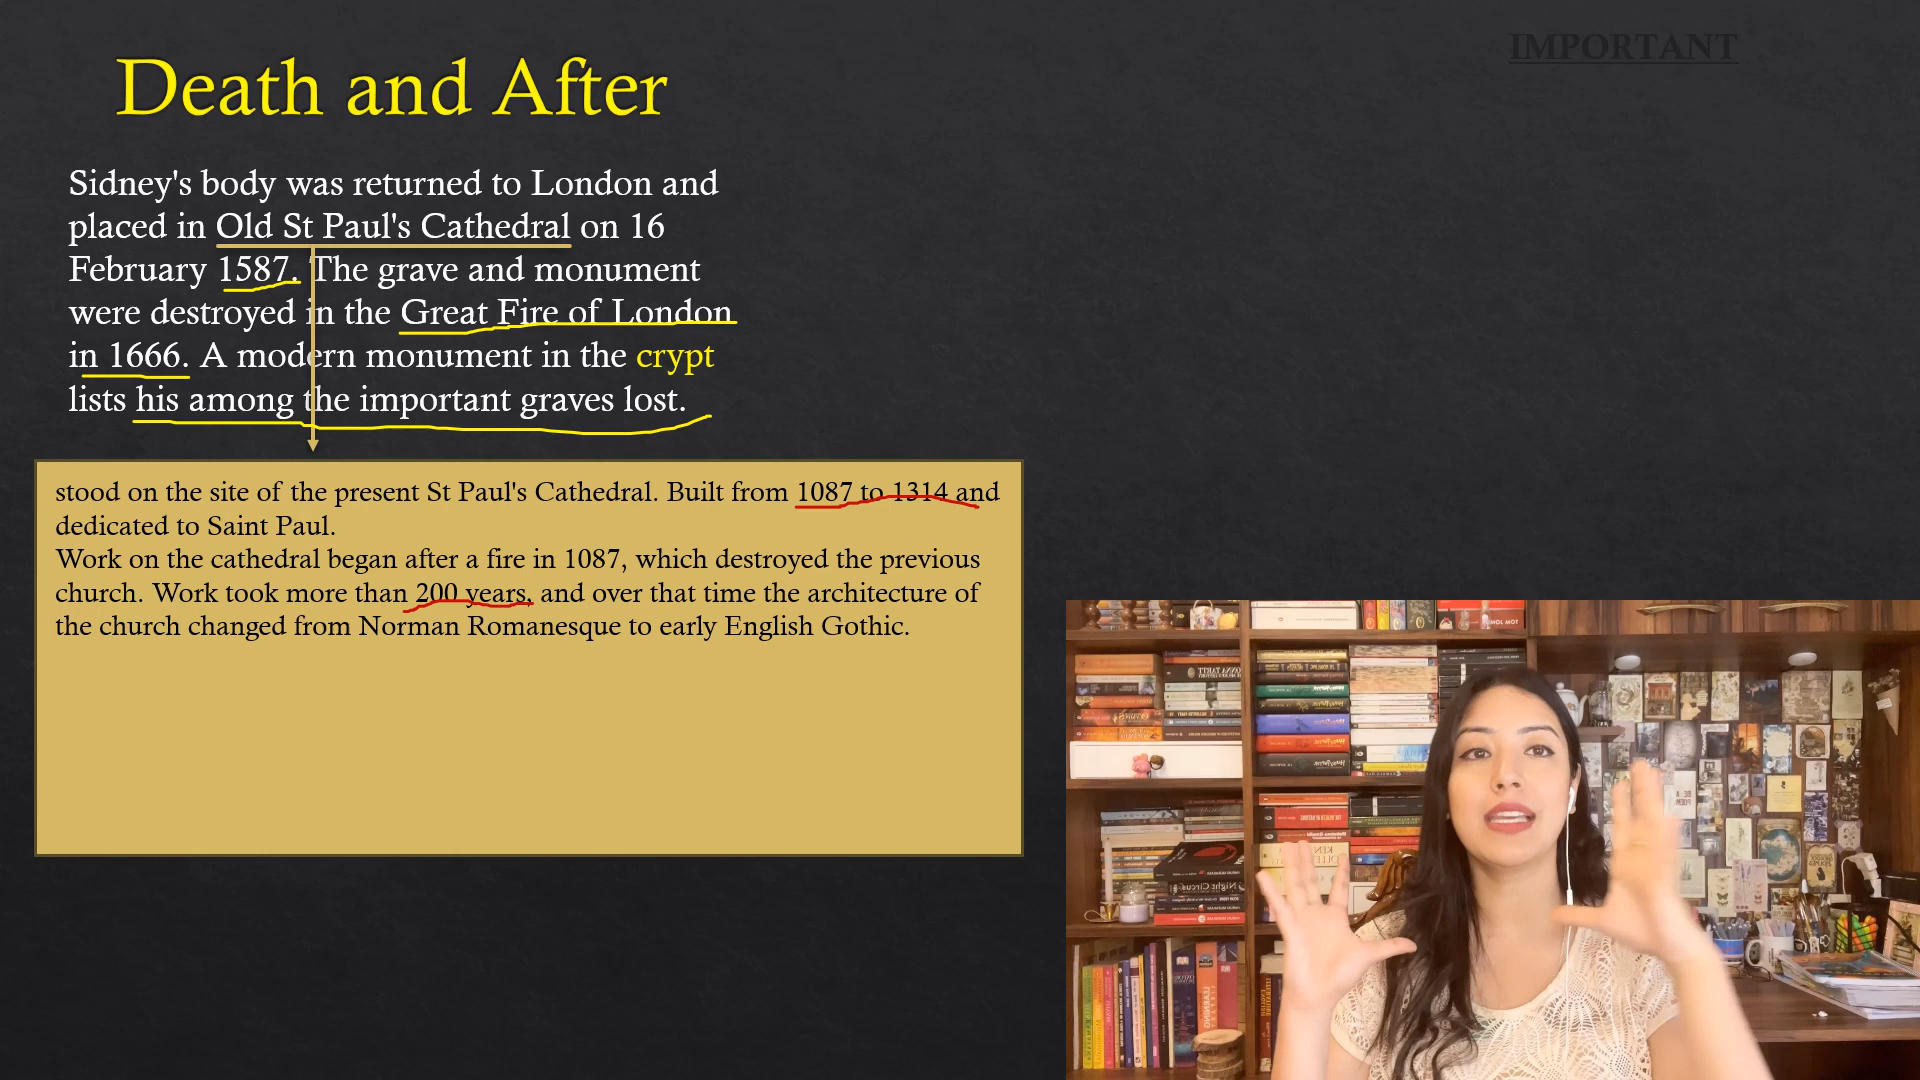 IMPORTANT
Death and After
Sidney's body was returned to London and
placed in Old St Paul's Cathedral on 16
February 1587. The grave and monument
were destroyed in the Great Fire of London
in 1666. A modern monument in the crypt
lists his among the important graves lost.
stood on the site of the present St Paul's Cathedral. Built from 1087 to 1314 and
dedicated to Saint Paul.
Work on the cathedral began after a fire in 1087, which destroyed the previous
church. Work took more than 200 years, and over that time the architecture of
the church changed from Norman Romanesque to early English Gothic.